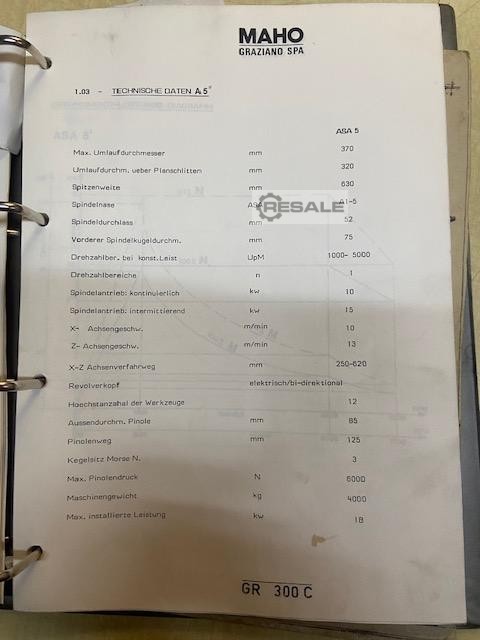 MAHO
GRAZIANO SPA
1.03 - TECHNISCHE DATEN A5"
ASA 5
Max. Umlaufdurchmesser mm 370
Umlaufdurchm. ueber Planschlitten mm 320
Spitzenweite mm 630
Spindelnase ASA A1-5
RESALE
Spindeldurchlass mm 52
Vorderer Spindelkugeldurchm. mm 75
Drehzahlber. bei konst.Leist UpM 1000- 5000
Drehzahlbereiche n 1
Spindelantrieb: kontinuierlich kw 10
Spindelantrieb: intermittierend kw 15
X- Achsengeschw. m/min 10
Z- Achsengeschw. m/min 13
X-Z Achsenverfahrweg mm 250-620
Revolverkopf elektrisch/bi-direktional
Hoechstanzahal der Werkzeuge 12
Aussendurchm. Pinole mm 85
Pinolenweg mm 125
Kegelsitz Morse N. 3
Max. Pinolendruck N 6000
Maschinengewicht kg 4000
Max. installierte Leistung kw 18
GR 300 C